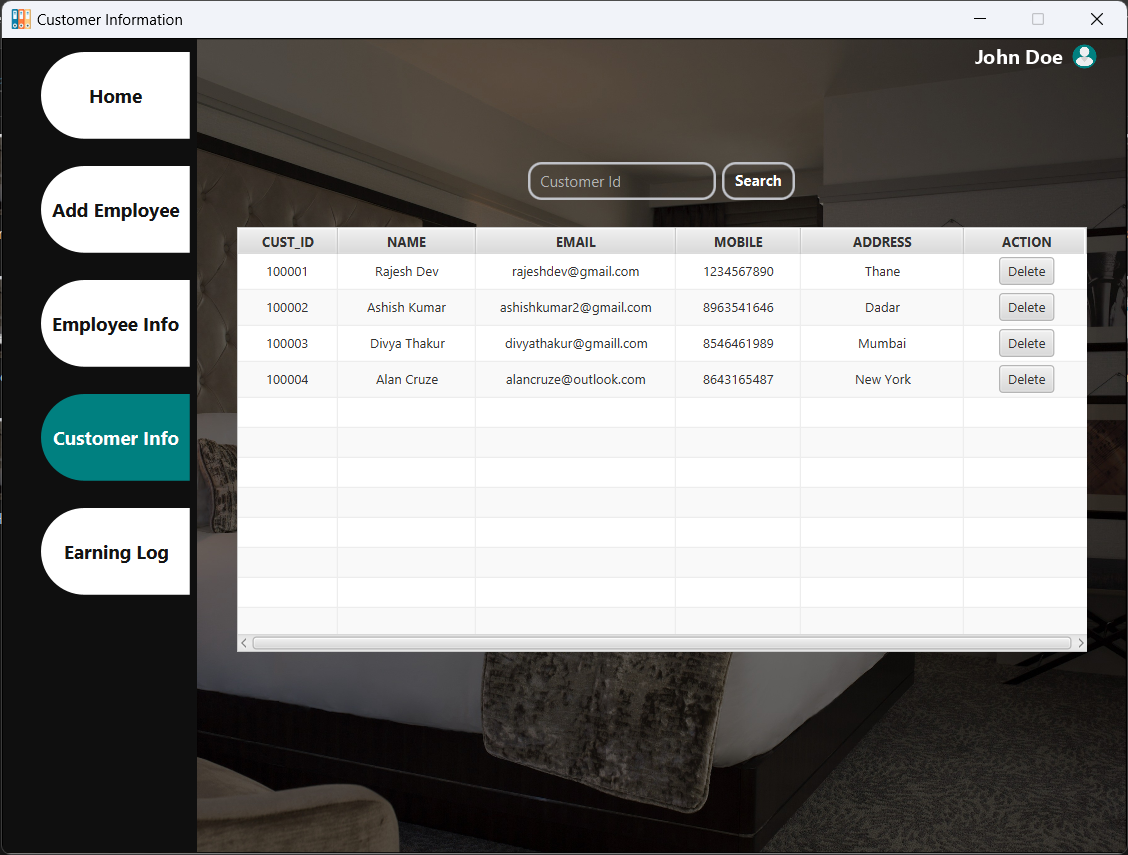 Customer Information
John Doe
Home
Add Employee
Employee Info
Customer Info
Earning Log
Customer Id Search
CUST_ID NAME EMAIL MOBILE ADDRESS ACTION
100001 Rajesh Dev rajeshdev@gmail.com 1234567890 Thane Delete
100002 Ashish Kumar ashishkumar2@gmail.com 8963541646 Dadar Delete
100003 Divya Thakur divyathakur@gmaill.com 8546461989 Mumbai Delete
100004 Alan Cruze alancruze@outlook.com 8643165487 New York Delete